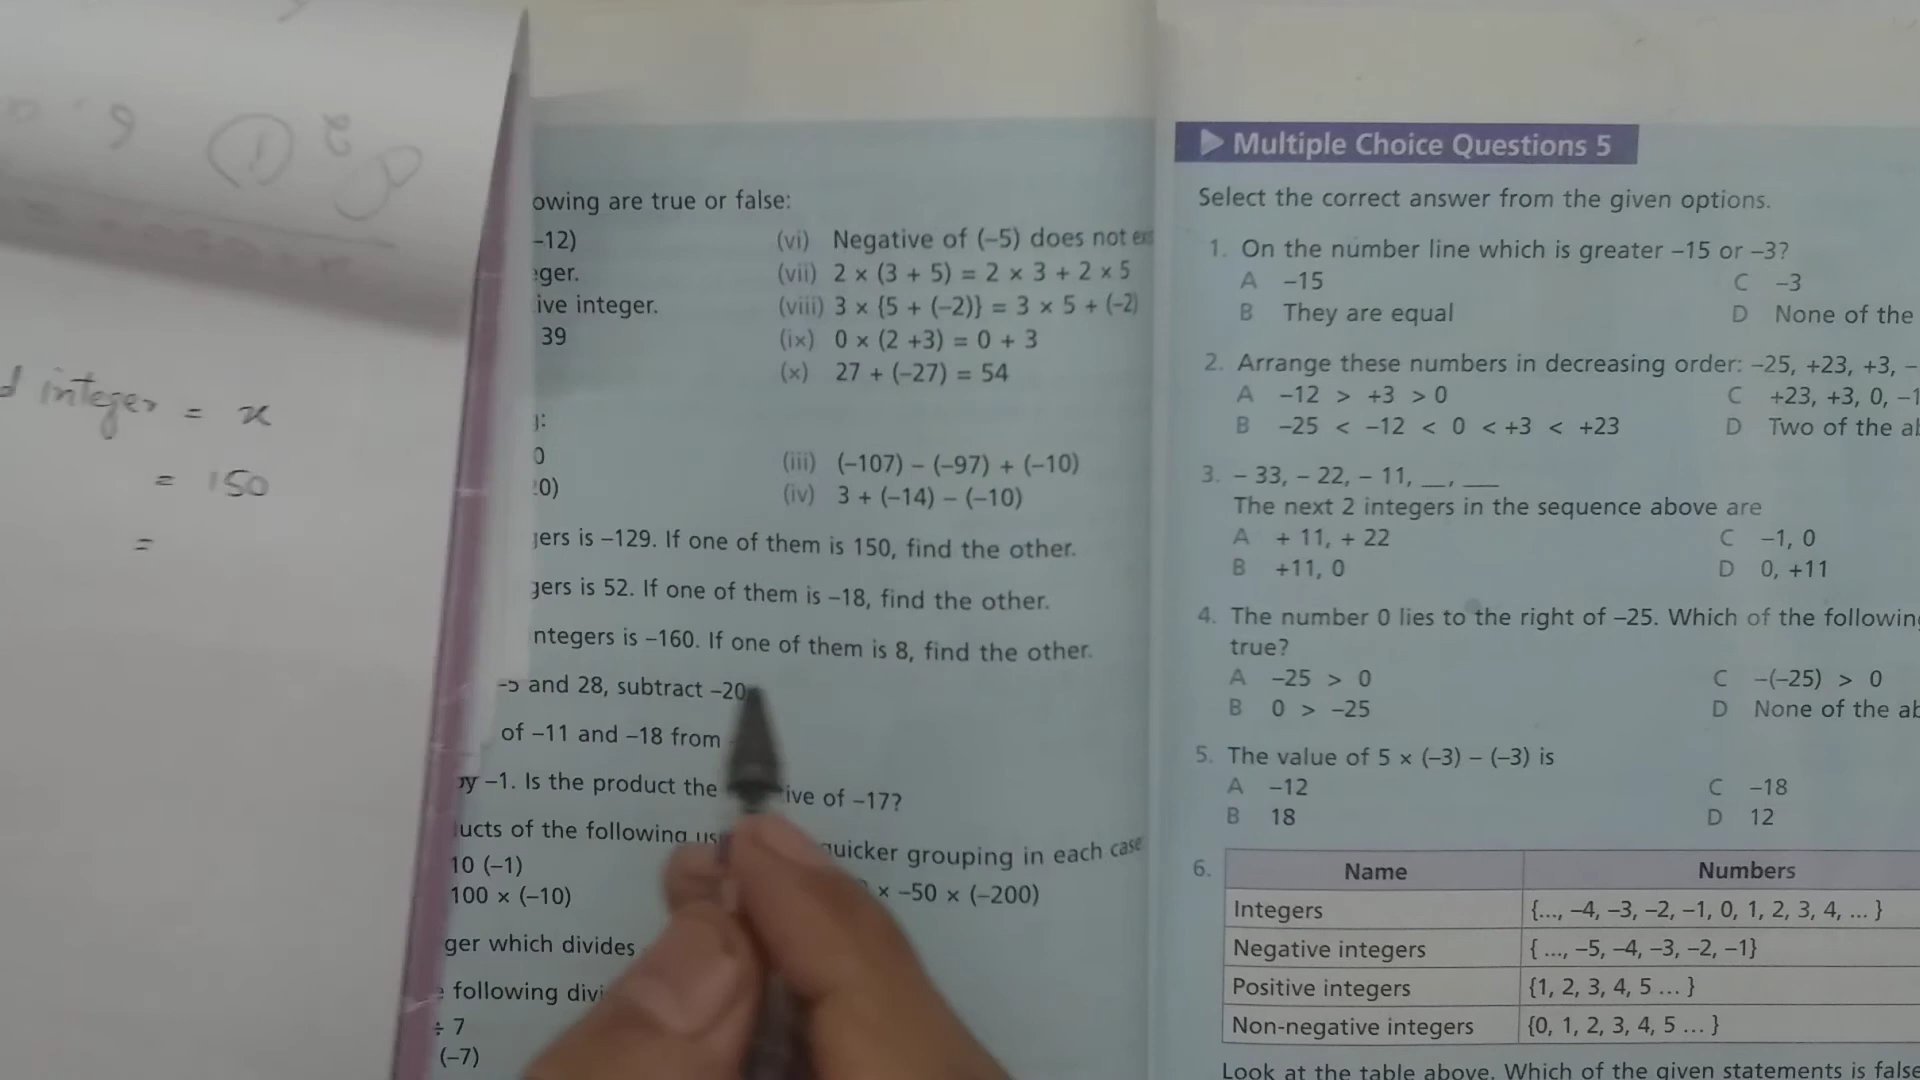 integer = x
= 150
=
owing are true or false:
-12)
eger.
ive integer.
39
(vi) Negative of (–5) does not
(vii) 2 × (3 + 5) = 2 × 3 + 2 × 5
(viii) 3 × {5 + (–2)} = 3 × 5 + (–2)
(ix) 0 × (2 +3) = 0 + 3
(x) 27 + (–27) = 54
g:
0
20)
(iii) (–107) – (–97) + (–10)
(iv) 3 + (–14) – (–10)
gers is –129. If one of them is 150, find the other.
gers is 52. If one of them is –18, find the other.
ntegers is –160. If one of them is 8, find the other.
and 28, subtract –20
of –11 and –18 from
by –1. Is the product the ive of –17?
ucts of the following quicker grouping in each case
10 (–1)
100 × (–10)
× –50 × (–200)
ger which divides
following divi
÷ 7
(–7)
Multiple Choice Questions 5
Select the correct answer from the given options.
1. On the number line which is greater –15 or –3?
A –15 C –3
B They are equal D None of the
2. Arrange these numbers in decreasing order: –25, +23, +3, –
A –12 > +3 > 0 C +23, +3, 0, –1
B –25 < –12 < 0 < +3 < +23 D Two of the
3. – 33, – 22, – 11, __, ___
The next 2 integers in the sequence above are
A + 11, + 22 C –1, 0
B +11, 0 D 0, +11
4. The number 0 lies to the right of –25. Which of the following
true?
A –25 > 0 C –(–25) > 0
B 0 > –25 D None of the
5. The value of 5 × (–3) – (–3) is
A –12 C –18
B 18 D 12
6. Name Numbers
Integers {..., –4, –3, –2, –1, 0, 1, 2, 3, 4, ... }
Negative integers { ..., –5, –4, –3, –2, –1}
Positive integers {1, 2, 3, 4, 5 ... }
Non-negative integers {0, 1, 2, 3, 4, 5 ... }
Look at the table above. Which of the given statements is false